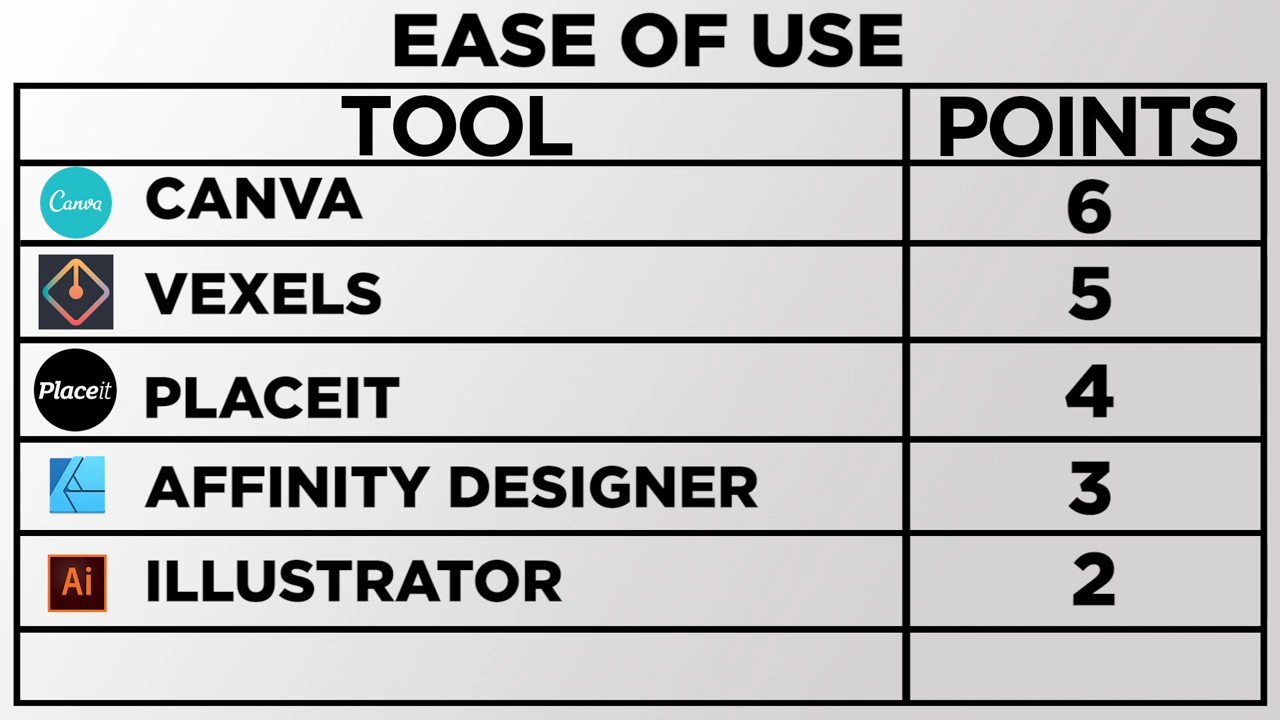 EASE OF USE
TOOL POINTS
Canva CANVA 6
VEXELS 5
Placeit PLACEIT 4
AFFINITY DESIGNER 3
Ai ILLUSTRATOR 2